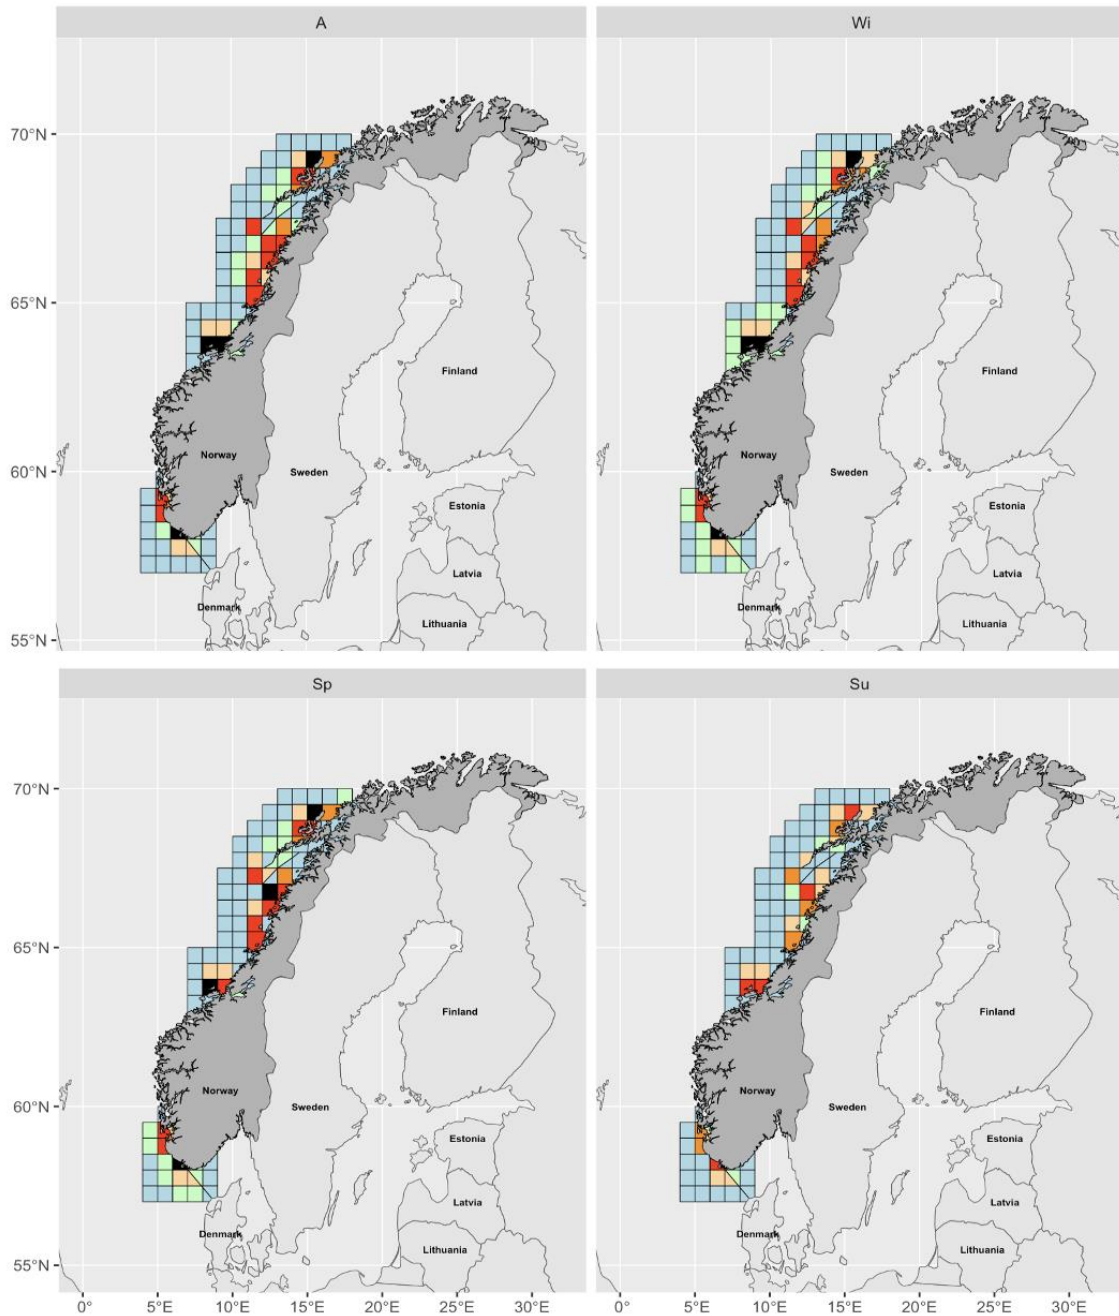 A
Wi
70°N
65°N
60°N
55°N
Finland
Norway
Sweden
Estonia
Latvia
Denmark
Lithuania
Finland
Norway
Sweden
Estonia
Latvia
Denmark
Lithuania
Sp
Su
70°N
65°N
60°N
55°N
Finland
Norway
Sweden
Estonia
Latvia
Denmark
Lithuania
Finland
Norway
Sweden
Estonia
Latvia
Denmark
Lithuania
0° 5°E 10°E 15°E 20°E 25°E 30°E
0° 5°E 10°E 15°E 20°E 25°E 30°E